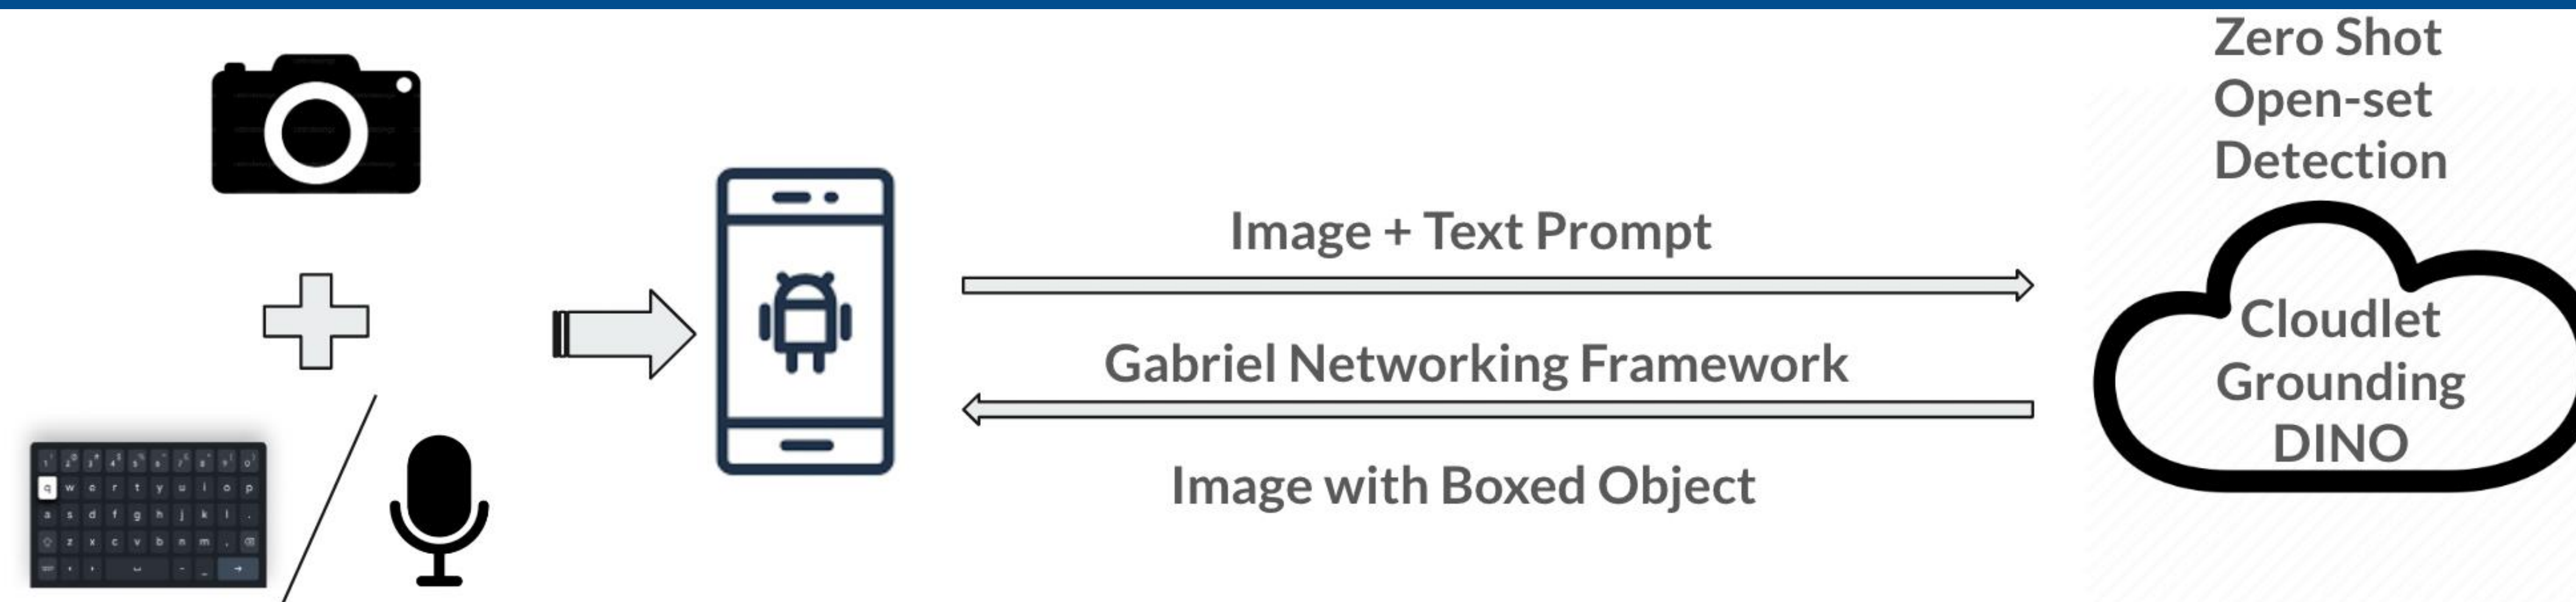 Zero Shot
Open-set
Detection
Image + Text Prompt
Gabriel Networking Framework
Image with Boxed Object
Cloudlet
Grounding
DINO
q w e r t y u i o p
a s d f g h j k l .
z x c v b n m ,